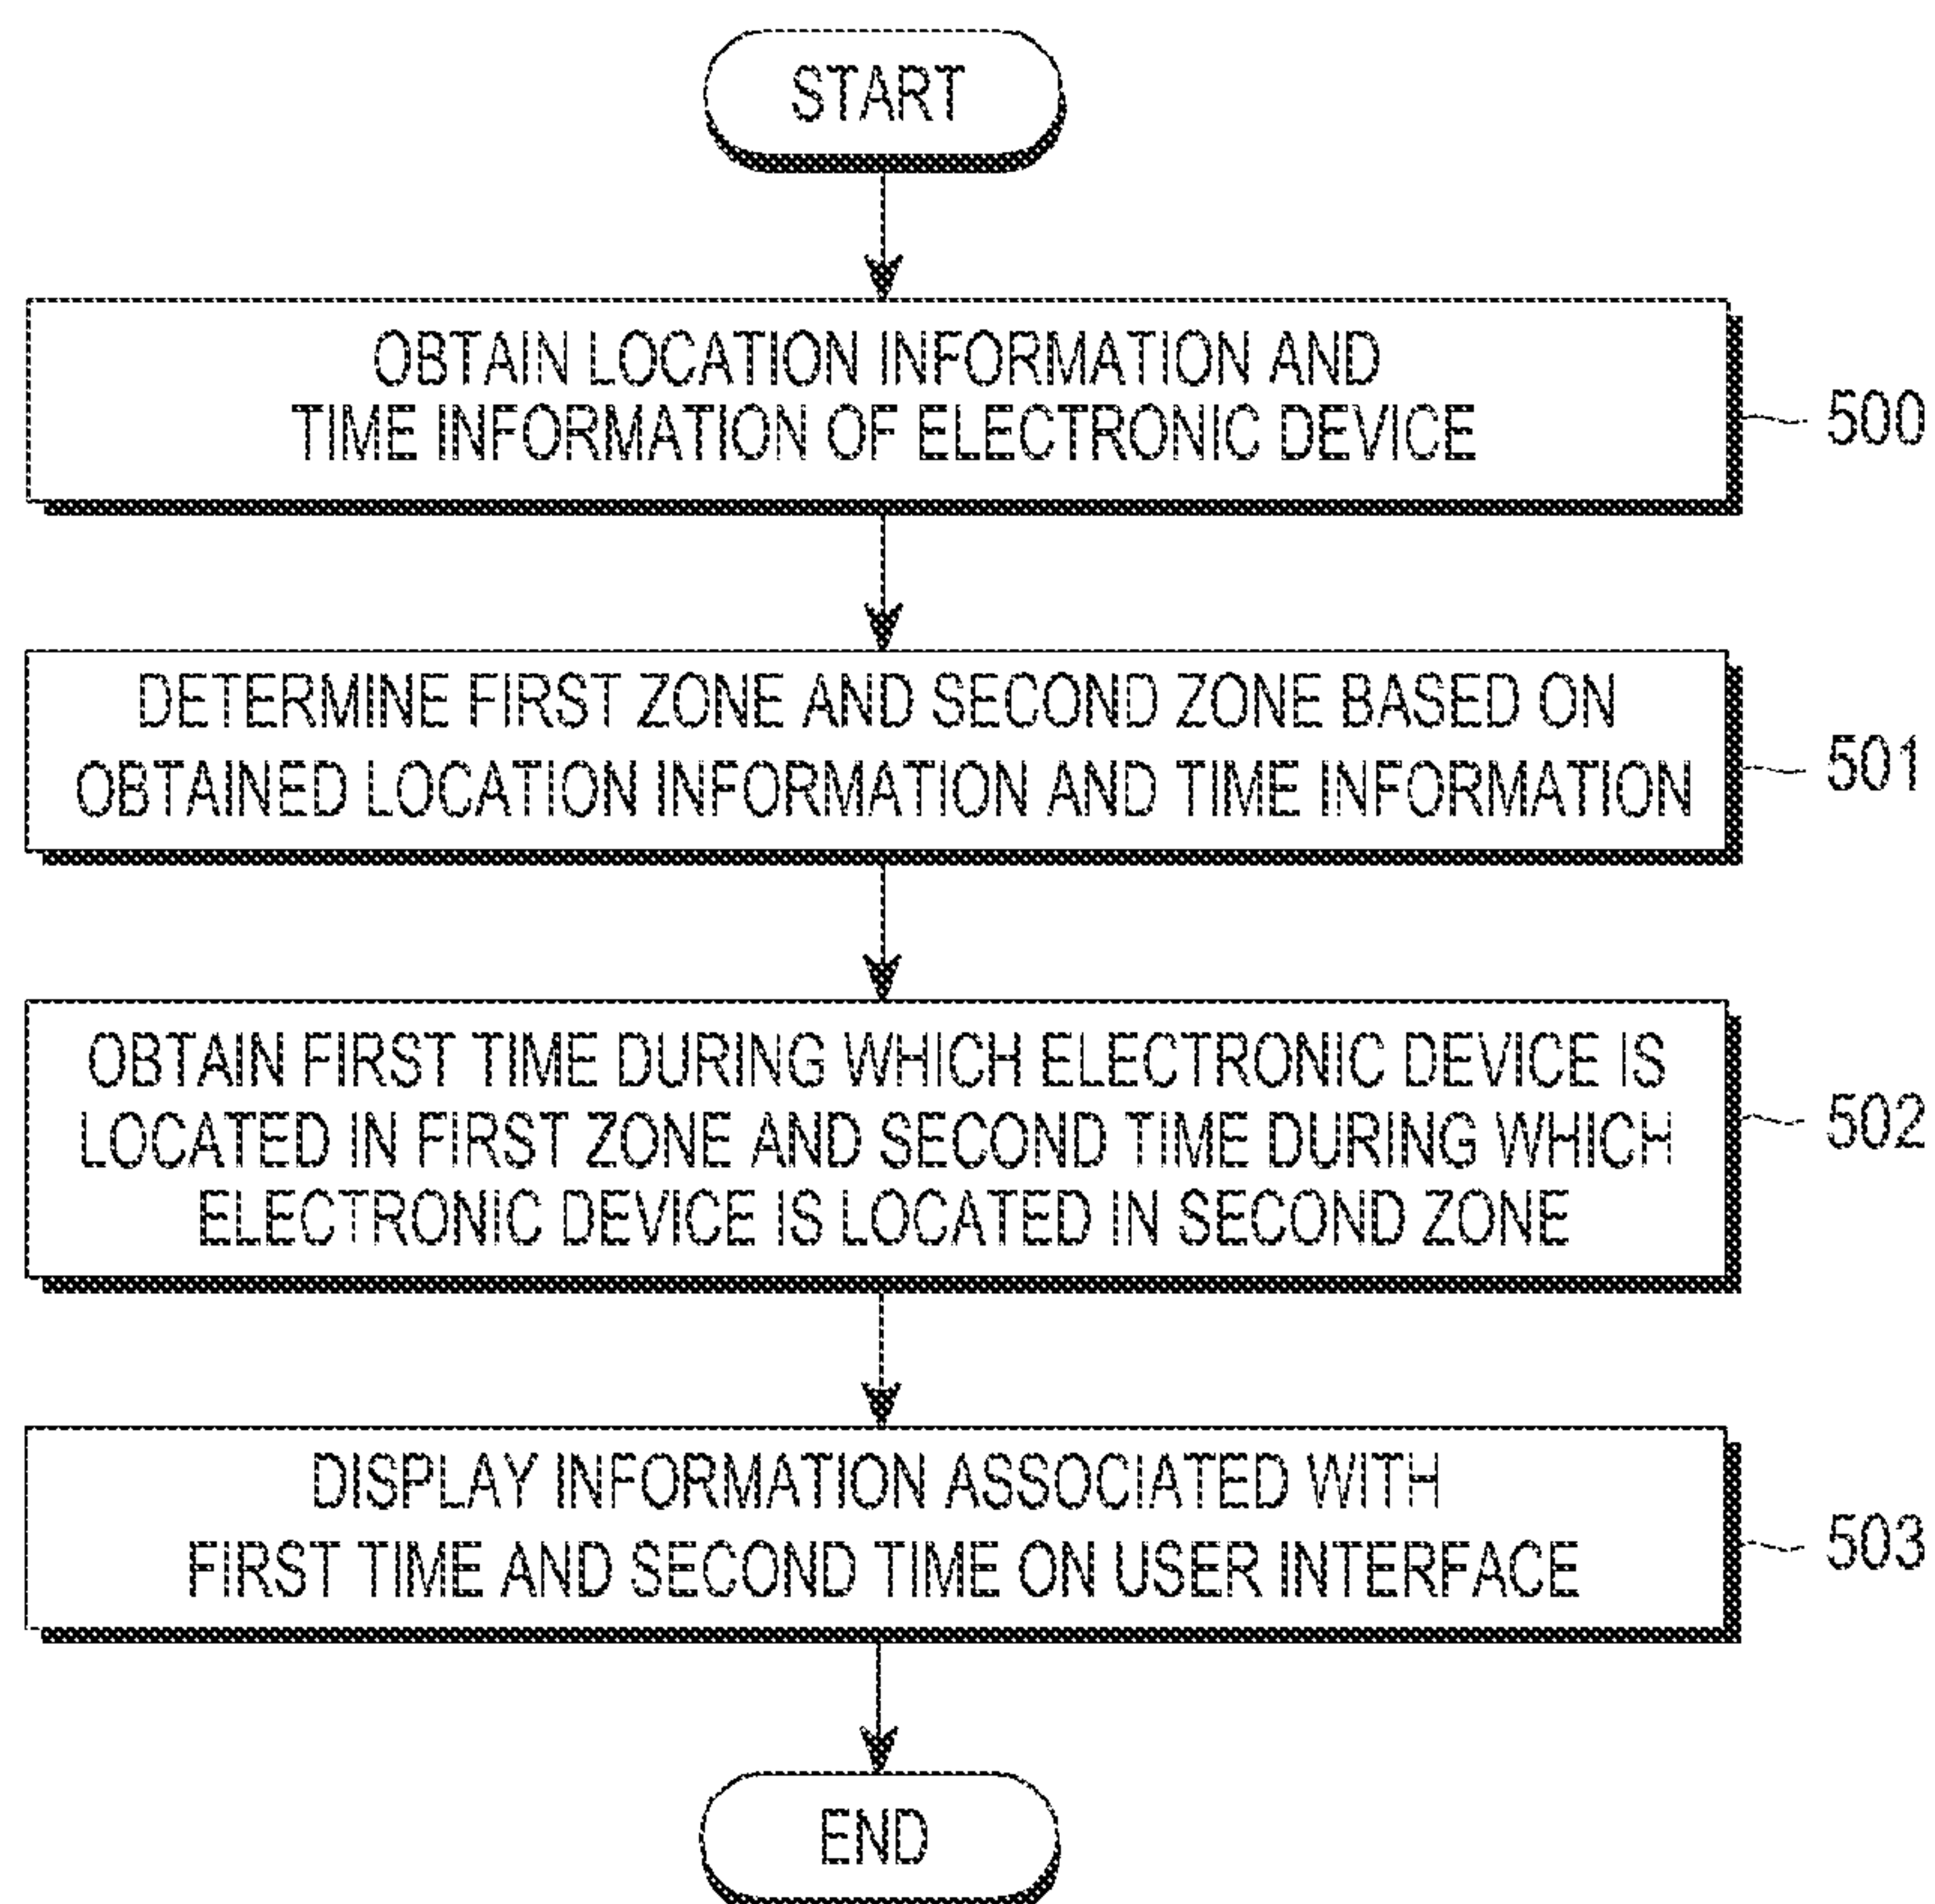 START
OBTAIN LOCATION INFORMATION AND
TIME INFORMATION OF ELECTRONIC DEVICE
500
DETERMINE FIRST ZONE AND SECOND ZONE BASED ON
OBTAINED LOCATION INFORMATION AND TIME INFORMATION
501
OBTAIN FIRST TIME DURING WHICH ELECTRONIC DEVICE IS
LOCATED IN FIRST ZONE AND SECOND TIME DURING WHICH
ELECTRONIC DEVICE IS LOCATED IN SECOND ZONE
502
DISPLAY INFORMATION ASSOCIATED WITH
FIRST TIME AND SECOND TIME ON USER INTERFACE
503
END